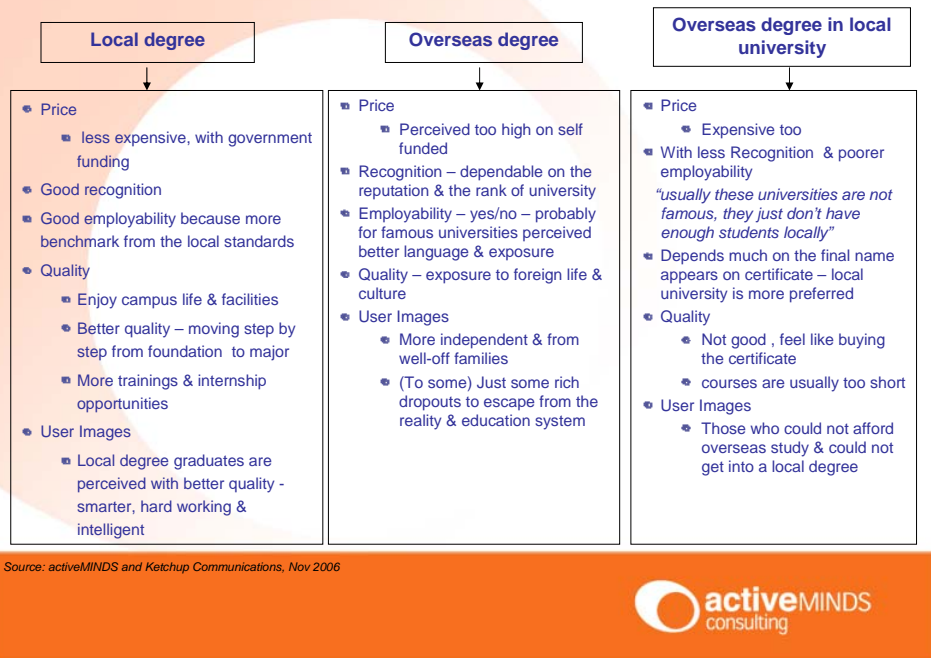 Local degree
Price
less expensive, with government
funding
Good recognition
Good employability because more
benchmark from the local standards
Quality
Enjoy campus life & facilities
Better quality – moving step by
step from foundation to major
More trainings & internship
opportunities
User Images
Local degree graduates are
perceived with better quality -
smarter, hard working &
intelligent
Overseas degree
Price
Perceived too high on self
funded
Recognition – dependable on the
reputation & the rank of university
Employability – yes/no – probably
for famous universities perceived
better language & exposure
Quality – exposure to foreign life &
culture
User Images
More independent & from
well-off families
(To some) Just some rich
dropouts to escape from the
reality & education system
Overseas degree in local
university
Price
Expensive too
With less Recognition & poorer
employability
“usually these universities are not
famous, they just don’t have
enough students locally”
Depends much on the final name
appears on certificate – local
university is more preferred
Quality
Not good , feel like buying
the certificate
courses are usually too short
User Images
Those who could not afford
overseas study & could not
get into a local degree
Source: activeMINDS and Ketchup Communications, Nov 2006
activeMINDS
consulting